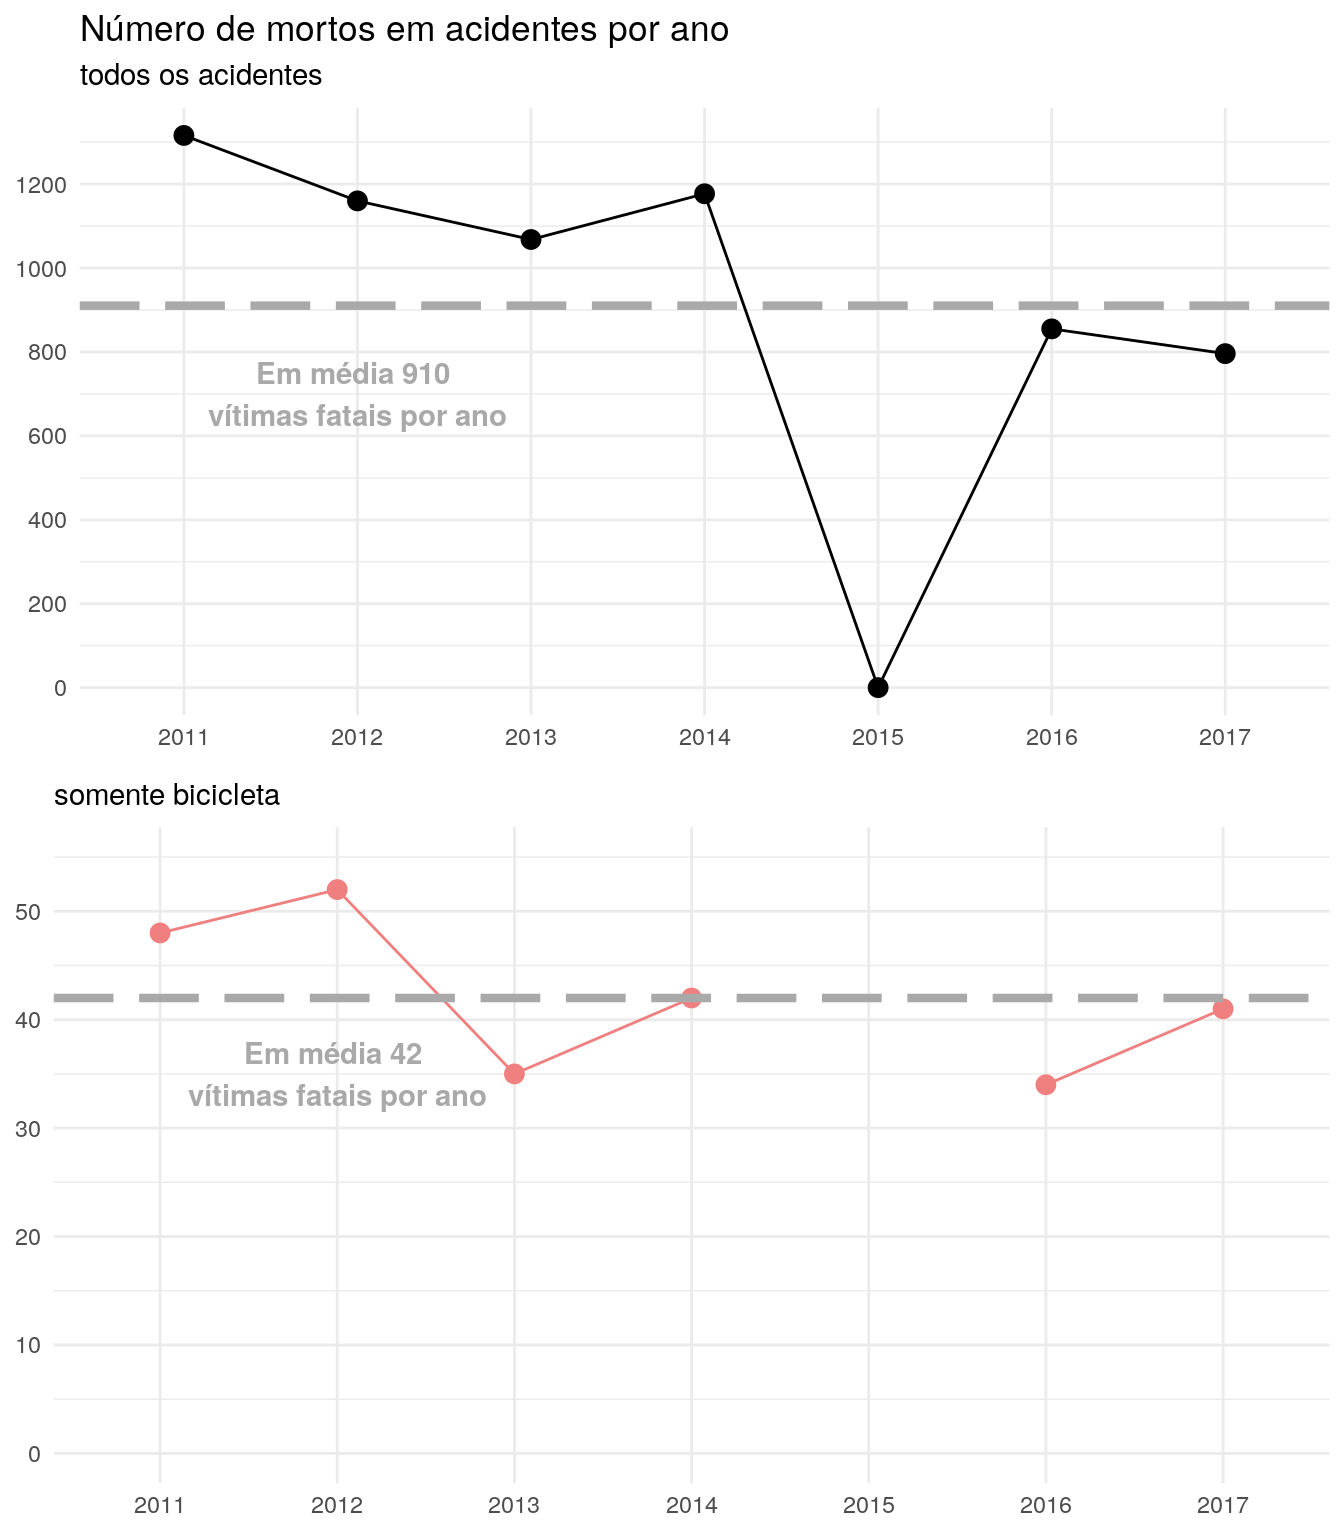 Número de mortos em acidentes por ano
todos os acidentes
1200
1000
800
600
400
200
0
Em média 910
vítimas fatais por ano
2011 2012 2013 2014 2015 2016 2017
somente bicicleta
50
40
30
20
10
0
Em média 42
vítimas fatais por ano
2011 2012 2013 2014 2015 2016 2017